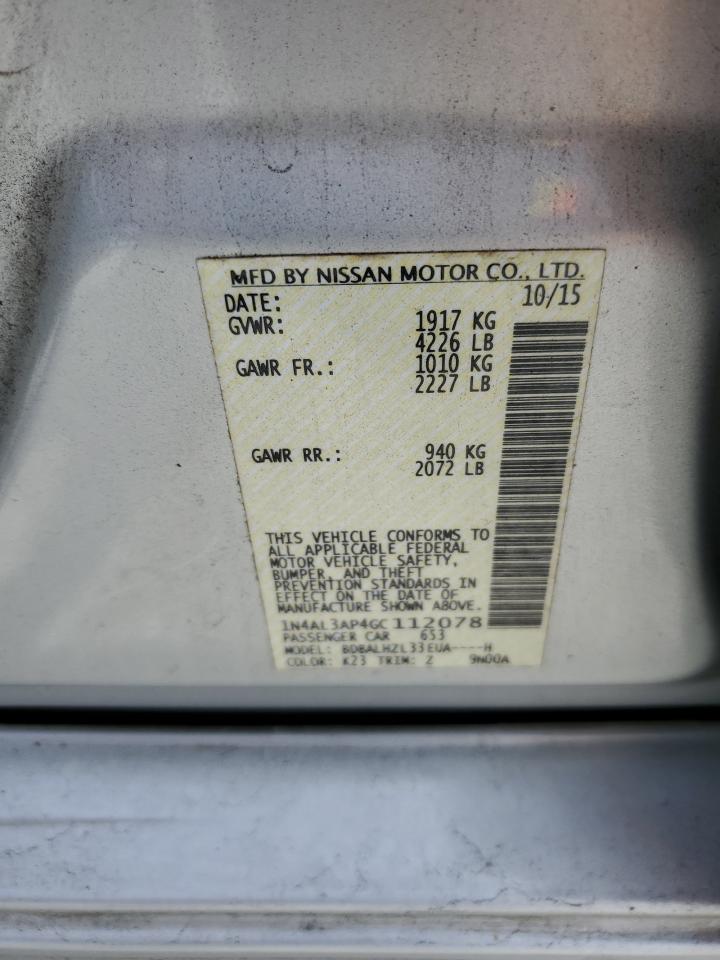 MFD BY NISSAN MOTOR CO., LTD.
DATE: 10/15
GVWR: 1917 KG
4226 LB
GAWR FR.: 1010 KG
2227 LB
GAWR RR.: 940 KG
2072 LB
THIS VEHICLE CONFORMS TO
ALL APPLICABLE FEDERAL
MOTOR VEHICLE SAFETY,
BUMPER, AND THEFT
PREVENTION STANDARDS IN
EFFECT ON THE DATE OF
MANUFACTURE SHOWN ABOVE.
1N4AL3AP4GC112078
PASSENGER CAR 653
MODEL: BDBALHZL33EUA----H
COLOR: K23 TRIM: Z 9N00A